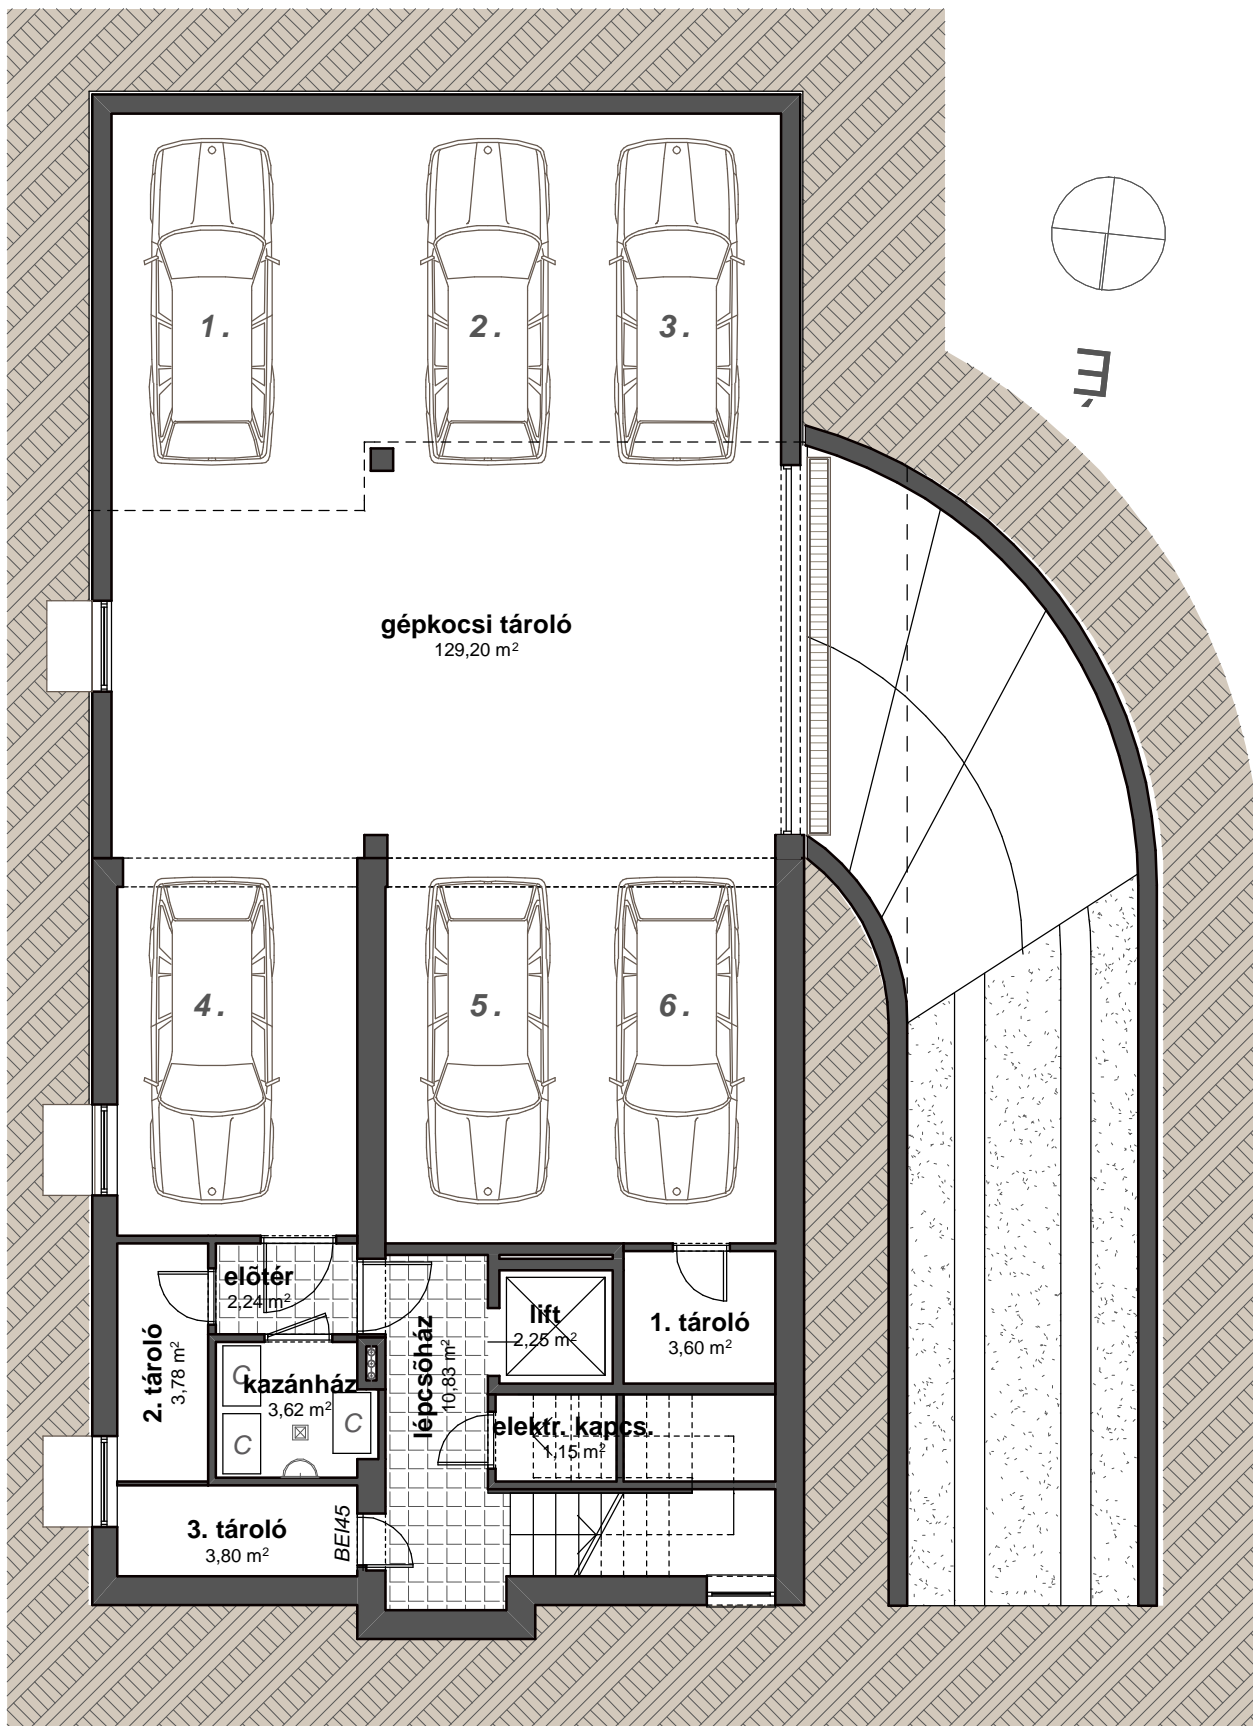 1.
2.
3.
É
gépkocsi tároló
129,20 m²
4.
5.
6.
elõtér
2,24 m²
lift
2,25 m²
1. tároló
3,60 m²
2. tároló
3,78 m²
lépcsõház
10,83 m²
C
kazánház
3,62 m²
C
C
elektr. kapcs.
1,15 m²
3. tároló
3,80 m²
BEI45